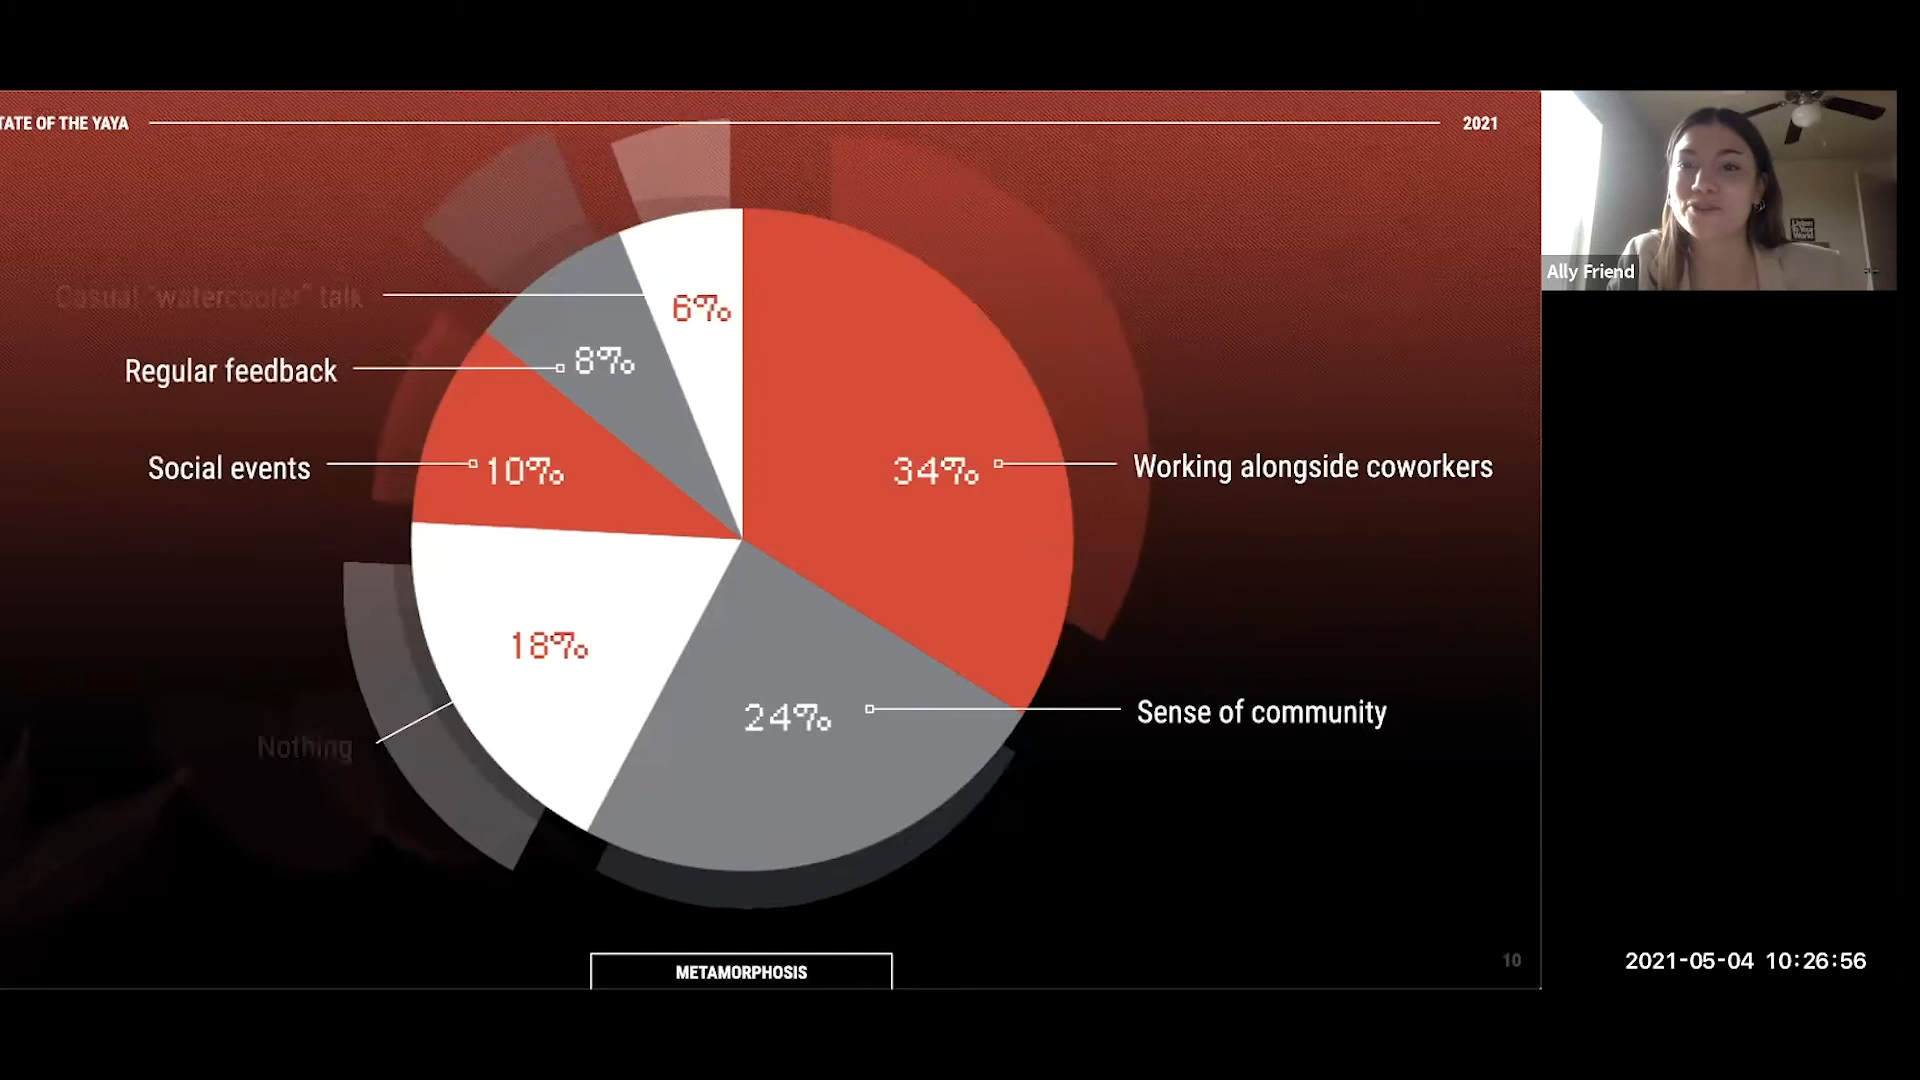 TATE OF THE YAYA
2021
Ally Friend
Casual "watercooler" talk
6%
Regular feedback
8%
Social events
10%
34%
Working alongside coworkers
18%
24%
Sense of community
Nothing
METAMORPHOSIS
10
2021-05-04 10:26:56